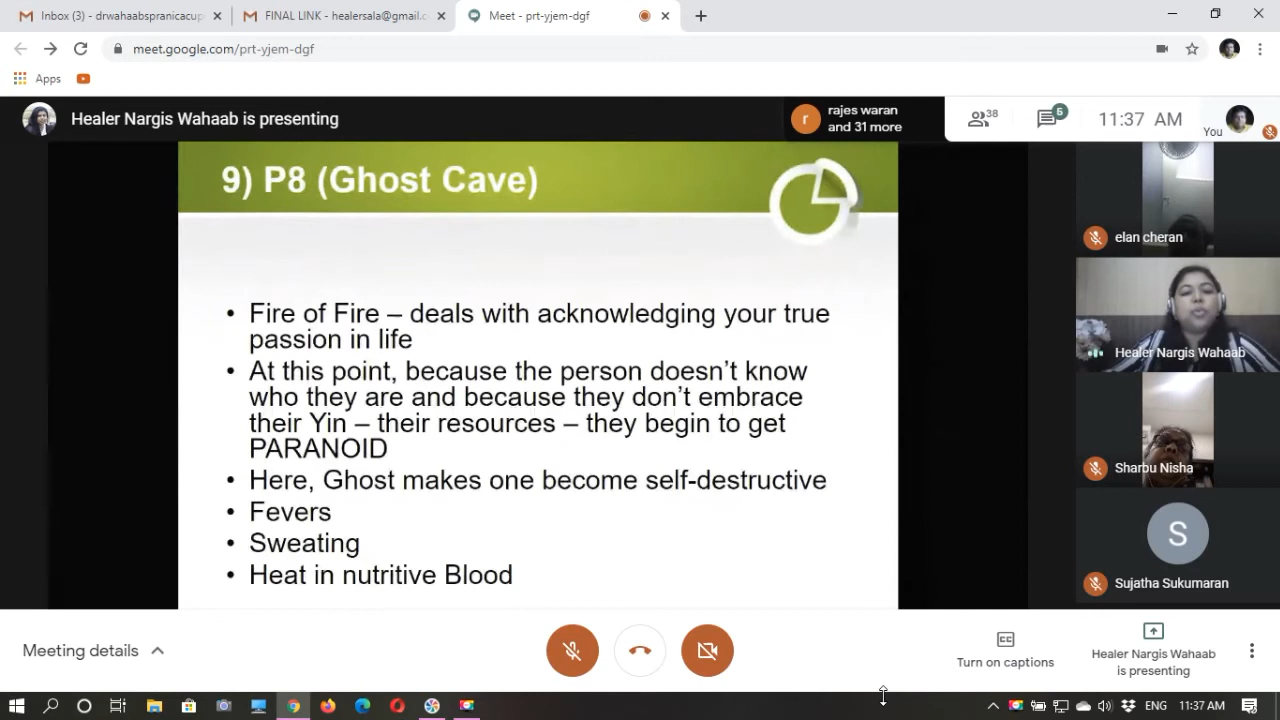 Inbox (3) - drwahaabspranicacup
FINAL LINK - healersala@gmail.c
Meet - prt-yjem-dgf
meet.google.com/prt-yjem-dgf
Apps
Healer Nargis Wahaab is presenting
r
rajes waran
and 31 more
38
5
11:37 AM
You
9) P8 (Ghost Cave)
• Fire of Fire – deals with acknowledging your true
passion in life
• At this point, because the person doesn't know
who they are and because they don't embrace
their Yin – their resources – they begin to get
PARANOID
• Here, Ghost makes one become self-destructive
• Fevers
• Sweating
• Heat in nutritive Blood
elan cheran
Healer Nargis Wahaab
Sharbu Nisha
S
Sujatha Sukumaran
Meeting details
CC
Turn on captions
Healer Nargis Wahaab
is presenting
ENG
11:37 AM